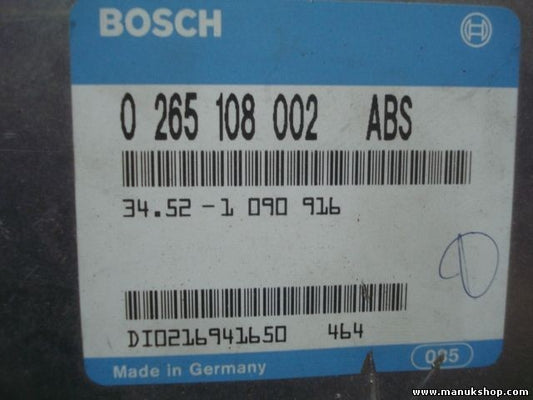 BOSCH
0 265 108 002 ABS
34.52-1 090 916
DI0216941650 464
Made in Germany 005
www.manukshop.com